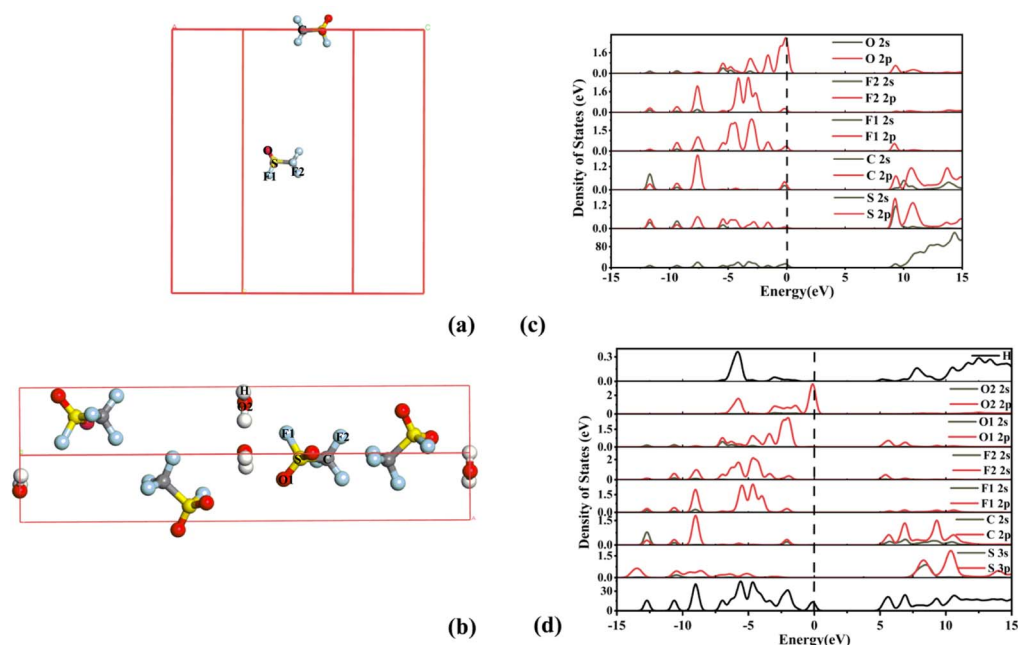 A
C
C
O
S
F1
F2
(a)
O 2s
O 2p
F2 2s
F2 2p
F1 2s
F1 2p
C 2s
C 2p
S 2s
S 2p
1.6
0.0
1.6
0.0
1.5
0.0
1.2
0.0
1.2
0.0
80
0
Density of States (eV)
-15 -10 -5 0 5 10 15
Energy(eV)
(c)
H
O2
F1
F2
S
C
O1
A
(b)
H
O2 2s
O2 2p
O1 2s
O1 2p
F2 2s
F2 2s
F1 2s
F1 2p
C 2s
C 2p
S 3s
S 3p
0.3
0.0
2
0
1.5
0.0
2
0
1.5
0.0
1.5
0.0
1.2
0.0
30
0
Density of States (eV)
-15 -10 -5 0 5 10 15
Energy(eV)
(d)